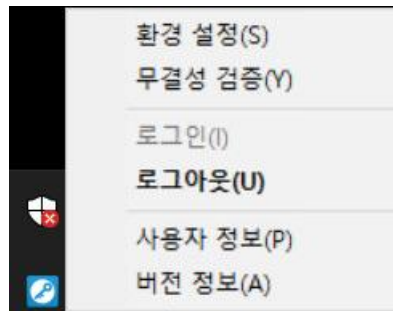 환경 설정(S)
무결성 검증(Y)
로그인(I)
로그아웃(U)
사용자 정보(P)
버전 정보(A)